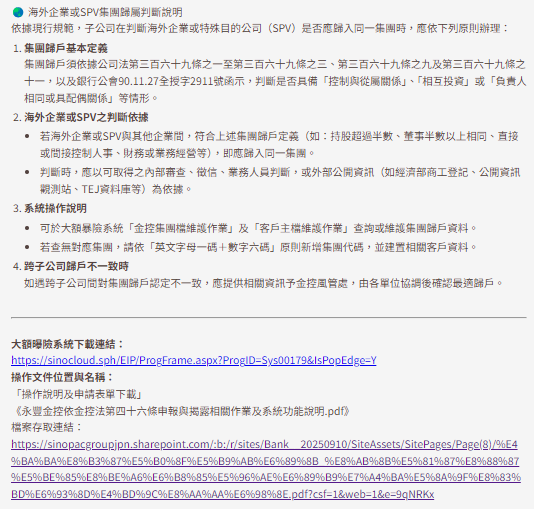 🌏 海外企業或SPV集團歸屬判斷說明
依據現行規範，子公司在判斷海外企業或特殊目的公司（SPV）是否應歸入同一集團時，應依下列原則辦理：
1. 集團歸戶基本定義
集團歸戶須依據公司法第三百六十九條之一至第三百六十九條之三、第三百六十九條之九及第三百六十九條之
十一，以及銀行公會90.11.27全授字2911號函示，判斷是否具備「控制與從屬關係」、「相互投資」或「負責人
相同或具配偶關係」等情形。
2. 海外企業或SPV之判斷依據
• 若海外企業或SPV與其他企業間，符合上述集團歸戶定義（如：持股超過半數、董事半數以上相同、直接
或間接控制人事、財務或業務經營等），即應歸入同一集團。
• 判斷時，應以可取得之內部審查、徵信、業務人員判斷，或外部公開資訊（如經濟部商工登記、公開資訊
觀測站、TEJ資料庫等）為依據。
3. 系統操作說明
• 可於大額暴險系統「金控集團檔維護作業」及「客戶主檔維護作業」查詢或維護集團歸戶資料。
• 若查無對應集團，請依「英文字母一碼＋數字六碼」原則新增集團代碼，並建置相關客戶資料。
4. 跨子公司歸戶不一致時
如遇跨子公司間對集團歸戶認定不一致，應提供相關資訊予金控風管處，由各單位協調後確認最適歸戶。
大額曝險系統下載連結：
https://sinocloud.sph/EIP/ProgFrame.aspx?ProgID=Sys00179&IsPopEdge=Y
操作文件位置與名稱：
「操作說明及申請表單下載」
《永豐金控依金控法第四十六條申報與揭露相關作業及系統功能說明.pdf》
檔案存取連結：
https://sinopacgroupjpn.sharepoint.com/:b:/r/sites/Bank__20250910/SiteAssets/SitePages/Page(8)/%E4
%BA%BA%E8%B3%87%E5%B0%8F%E5%B9%AB%E6%89%8B_%E8%AB%8B%E5%81%87%E8%88%87
%E5%BE%85%E8%BE%A6%E6%B8%85%E5%96%AE%E6%89%B9%E7%A4%BA%E5%8A%9F%E8%83%
BD%E6%93%8D%E4%BD%9C%E8%AA%AA%E6%98%8E.pdf?csf=1&web=1&e=9qNRKx